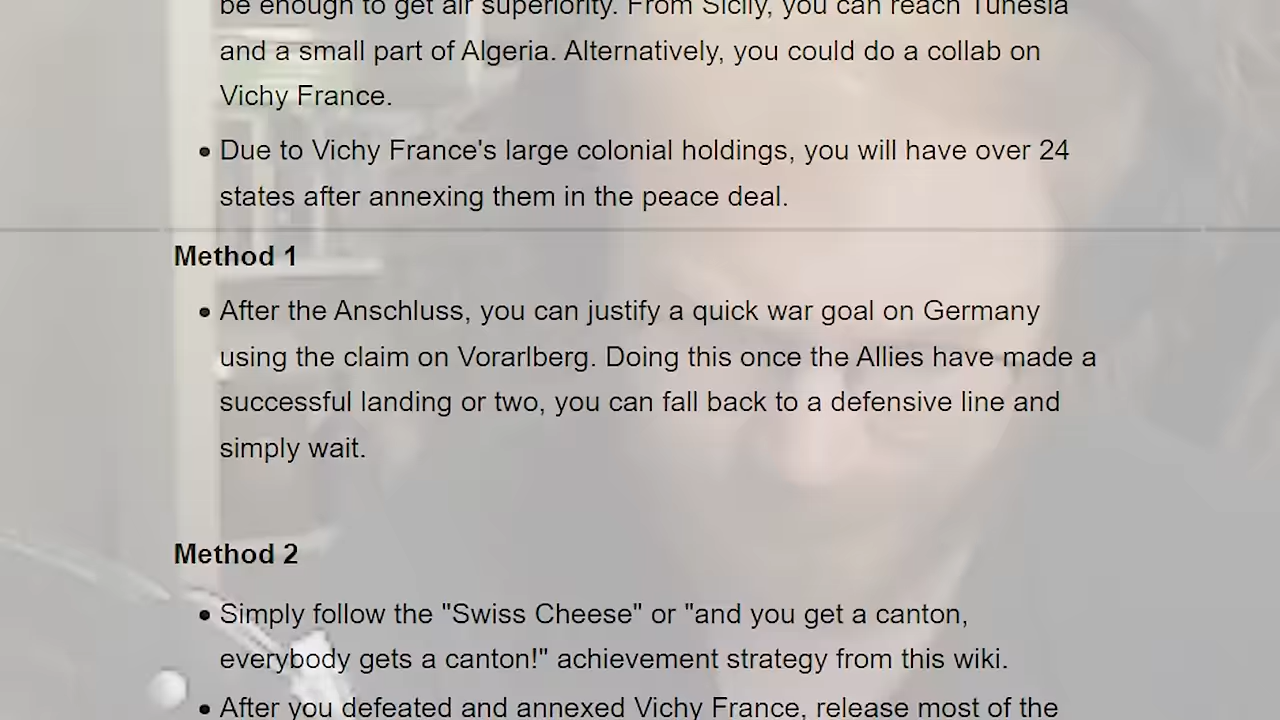 be enough to get air superiority. From Sicily, you can reach Tunesia
and a small part of Algeria. Alternatively, you could do a collab on
Vichy France.
• Due to Vichy France's large colonial holdings, you will have over 24
states after annexing them in the peace deal.
Method 1
• After the Anschluss, you can justify a quick war goal on Germany
using the claim on Vorarlberg. Doing this once the Allies have made a
successful landing or two, you can fall back to a defensive line and
simply wait.
Method 2
• Simply follow the "Swiss Cheese" or "and you get a canton,
everybody gets a canton!" achievement strategy from this wiki.
• After you defeated and annexed Vichy France, release most of the